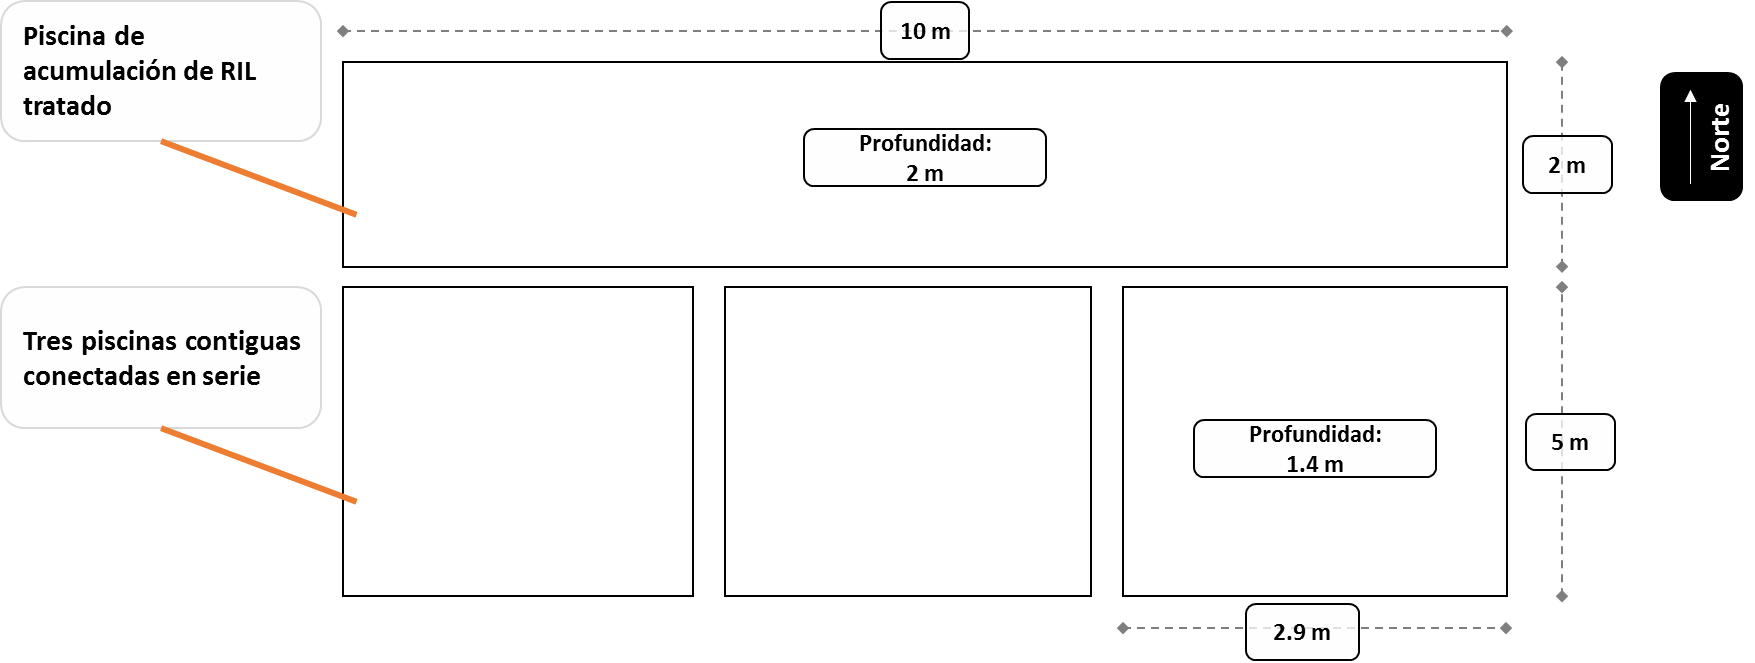 Piscina de
acumulación de RIL
tratado
10 m
Profundidad:
2 m
2 m
Norte
Tres piscinas contiguas
conectadas en serie
Profundidad:
1.4 m
5 m
2.9 m